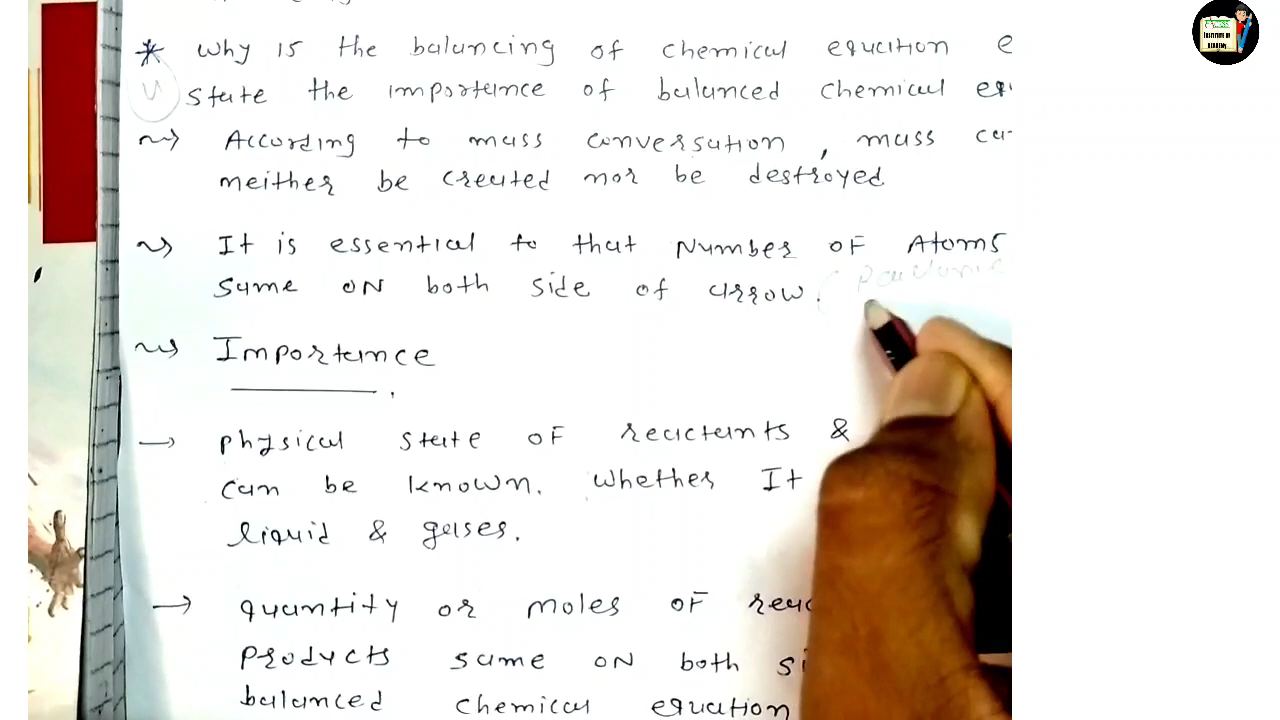 * Why is the balancing of chemical equation e
State the importance of balanced chemical eq
According to mass conversation, mass ca
neither be created nor be destroyed
It is essential to that Number OF Atoms
Same ON both side of arrow.
Importance
→ physical state OF reactants &
can be known. Whether It
liquid & gases.
→ quantity or moles OF reac
products same ON both si
balanced chemical equation